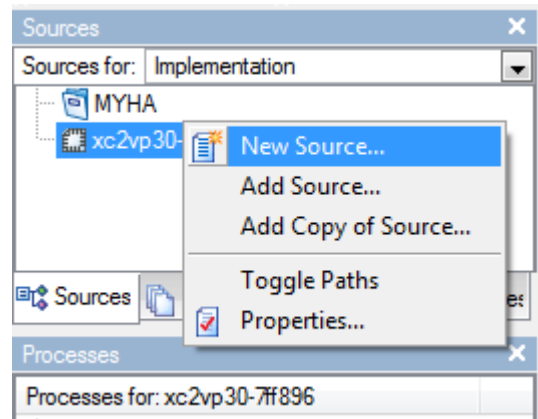 Sources
Sources for: Implementation
MYHA
xc2vp30-
New Source...
Add Source...
Add Copy of Source...
Toggle Paths
Properties...
Sources
Processes
Processes for: xc2vp30-7ff896